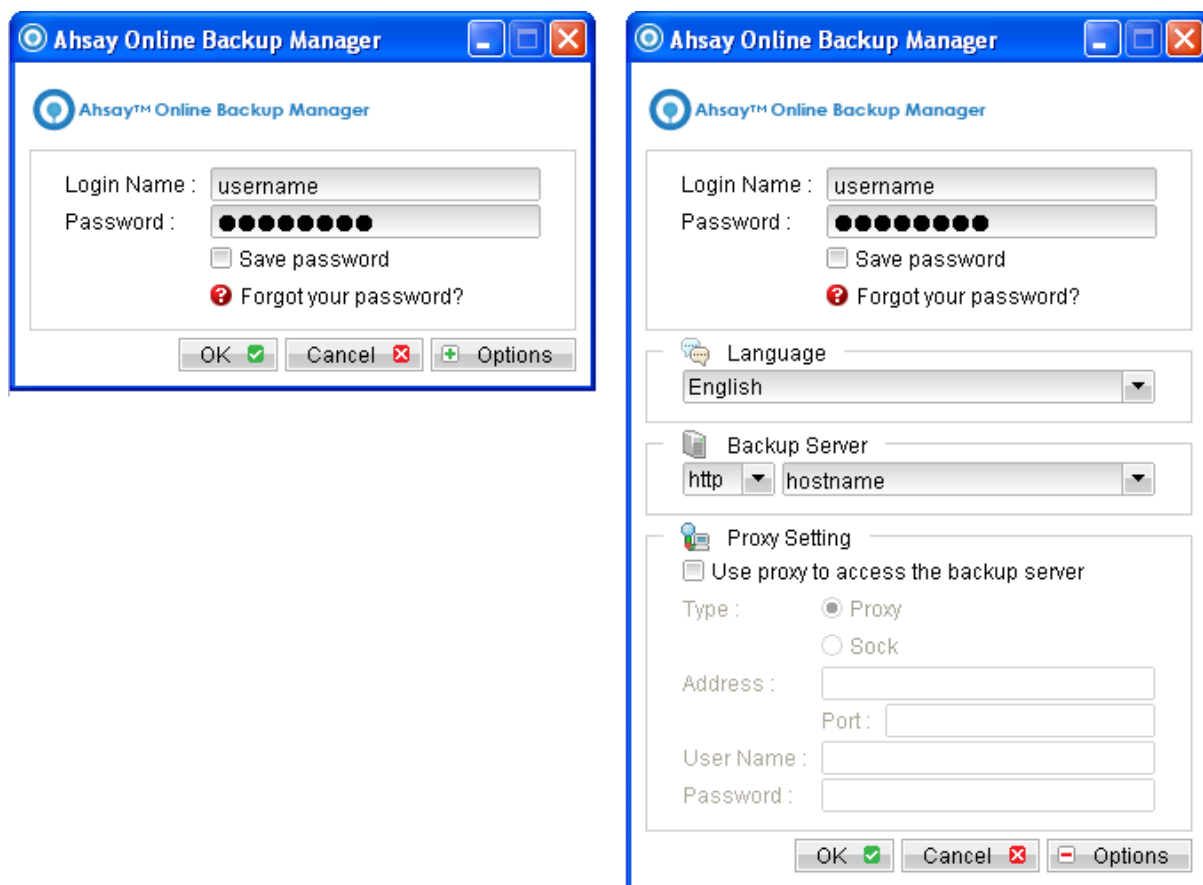 Ahsay Online Backup Manager
Ahsay™ Online Backup Manager
Login Name : username
Password : ●●●●●●●●
Save password
Forgot your password?
OK Cancel Options
Ahsay Online Backup Manager
Ahsay™ Online Backup Manager
Login Name : username
Password : ●●●●●●●●
Save password
Forgot your password?
Language
English
Backup Server
http hostname
Proxy Setting
Use proxy to access the backup server
Type : Proxy
Sock
Address :
Port :
User Name :
Password :
OK Cancel Options